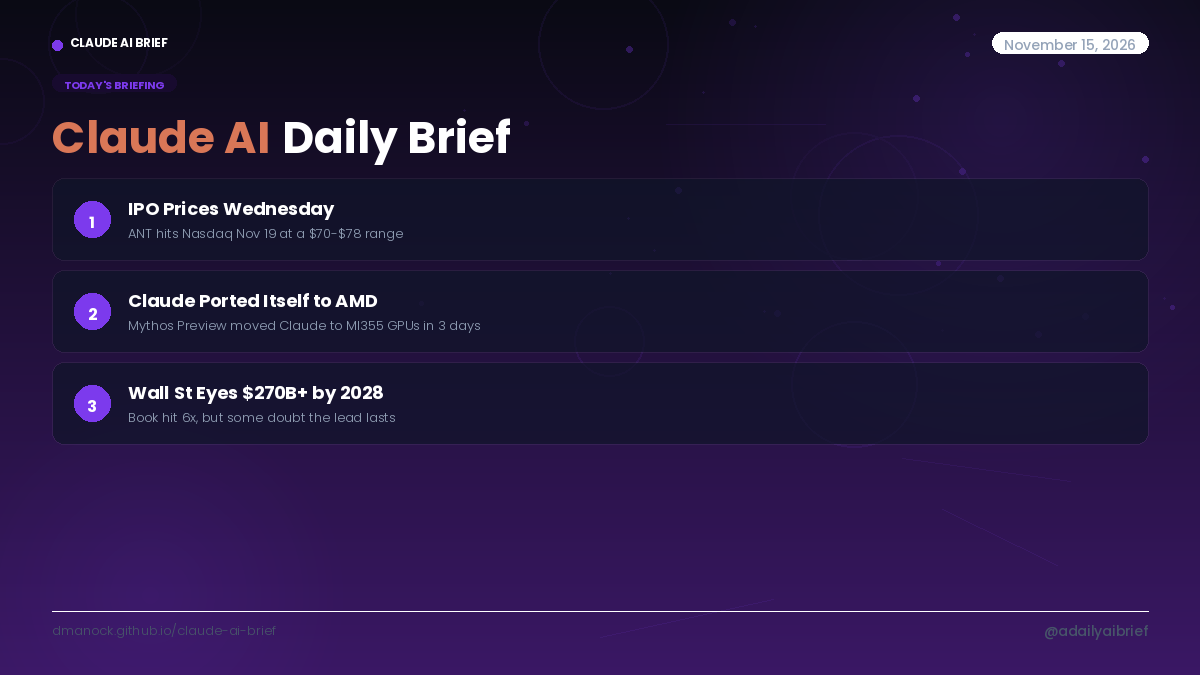 CLAUDE AI BRIEF
November 15, 2026
TODAY'S BRIEFING
Claude AI Daily Brief
1
IPO Prices Wednesday
ANT hits Nasdaq Nov 19 at a $70-$78 range
2
Claude Ported Itself to AMD
Mythos Preview moved Claude to MI355 GPUs in 3 days
3
Wall St Eyes $270B+ by 2028
Book hit 6x, but some doubt the lead lasts
dmanock.github.io/claude-ai-brief
@adailyaibrief